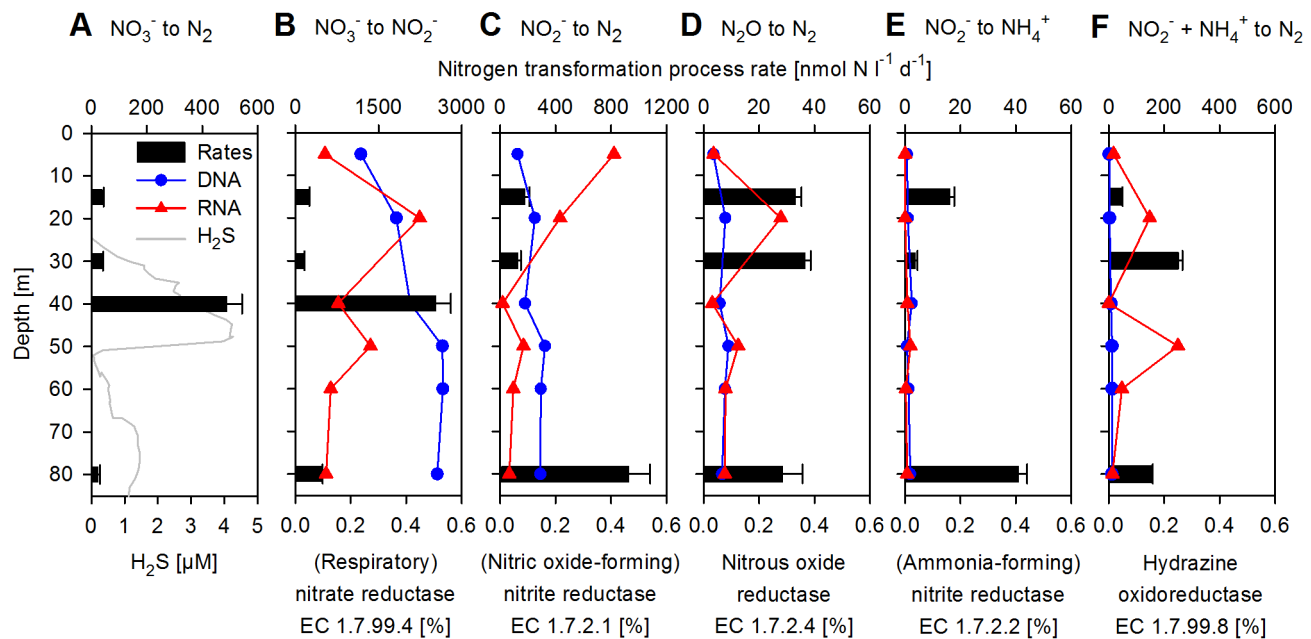 A NO₃⁻ to N₂ B NO₃⁻ to NO₂⁻ C NO₂⁻ to N₂ D N₂O to N₂ E NO₂⁻ to NH₄⁺ F NO₂⁻ + NH₄⁺ to N₂
Nitrogen transformation process rate [nmol N l⁻¹ d⁻¹]
0 200 400 600 0 1500 3000 0 400 800 1200 0 20 40 60 0 20 40 60 0 200 400 600
0
10
20
30
40
50
60
70
80
Depth [m]
Rates
DNA
RNA
H₂S
0 1 2 3 4 5 0.0 0.2 0.4 0.6 0.0 0.2 0.4 0.6 0.0 0.2 0.4 0.6 0.0 0.2 0.4 0.6 0.0 0.2 0.4 0.6
H₂S [µM] (Respiratory) (Nitric oxide-forming) Nitrous oxide (Ammonia-forming) Hydrazine
nitrate reductase nitrite reductase reductase nitrite reductase oxidoreductase
EC 1.7.99.4 [%] EC 1.7.2.1 [%] EC 1.7.2.4 [%] EC 1.7.2.2 [%] EC 1.7.99.8 [%]